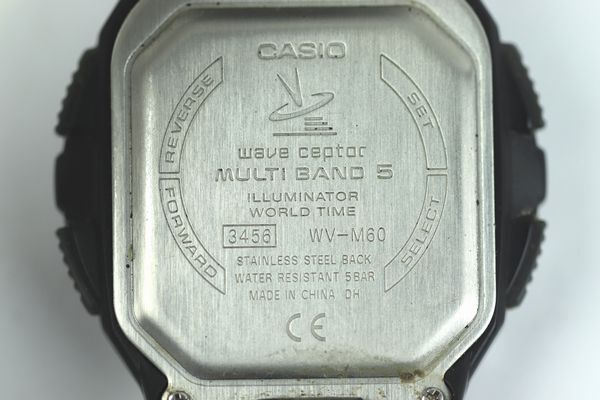 CASIO
REVERSE
FORWARD
SET
SELECT
wave ceptor
MULTI BAND 5
ILLUMINATOR
WORLD TIME
3456 WV-M60
STAINLESS STEEL BACK
WATER RESISTANT 5BAR
MADE IN CHINA DH
CE